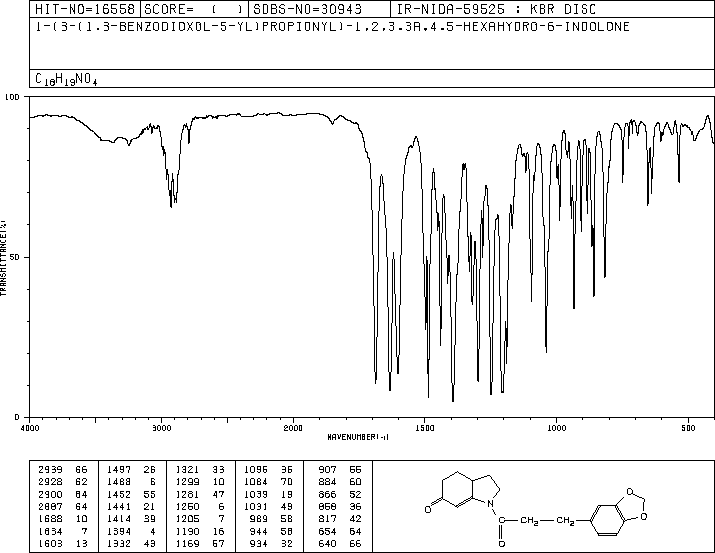 HIT-NO=16558 SCORE= ( ) SDBS-NO=30943 IR-NIDA-59525 : KBR DISC
1-(3-(1,3-BENZODIOXOL-5-YL)PROPIONYL)-1,2,3,3A,4,5-HEXAHYDRO-6-INDOLONE
C18H19NO4
100
50
0
TRANSMITTANCE(%)
4000 3000 2000 1500 1000 500
WAVENUMBER(-1)
2939 66 1497 26 1321 33 1096 35 907 55
2928 62 1488 6 1299 10 1084 70 884 60
2900 64 1452 55 1281 47 1039 19 866 52
2887 64 1441 21 1250 6 1031 49 858 36
1688 10 1414 39 1205 7 989 58 817 42
1634 7 1394 4 1190 16 944 58 654 64
1603 13 1332 49 1169 57 934 32 640 66
O N C CH2 CH2 O O
O